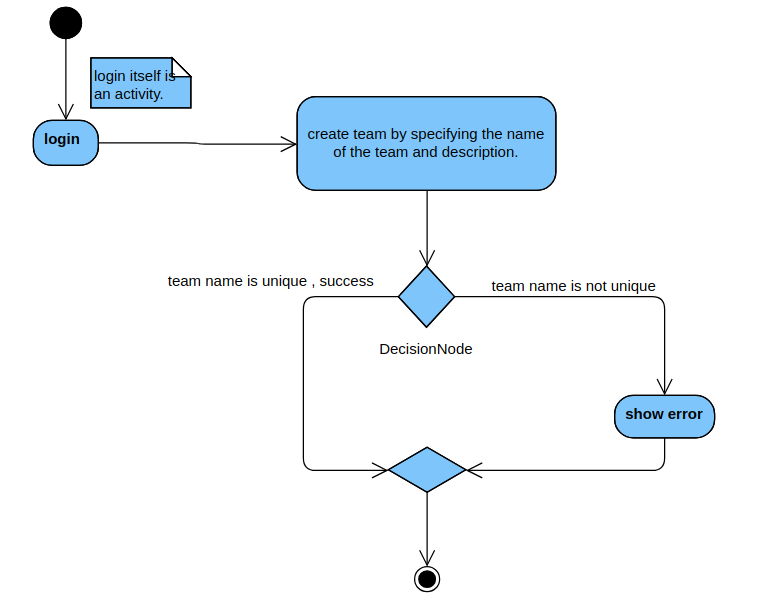 login itself is
an activity.
login
create team by specifying the name
of the team and description.
team name is unique , success
team name is not unique
DecisionNode
show error